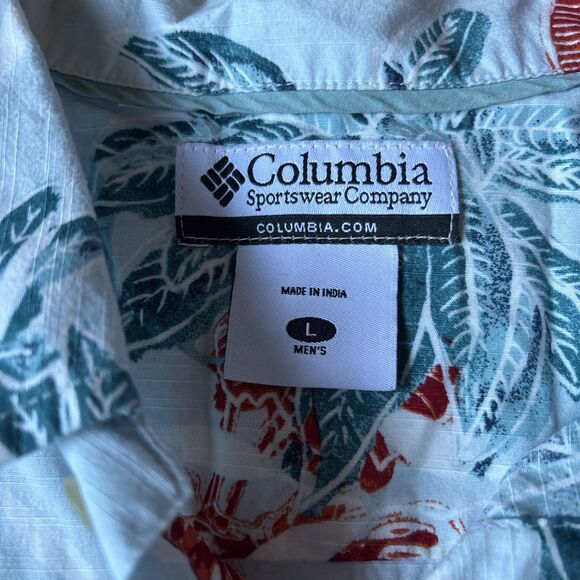 Columbia
Sportswear Company
COLUMBIA.COM
MADE IN INDIA
L
MEN'S